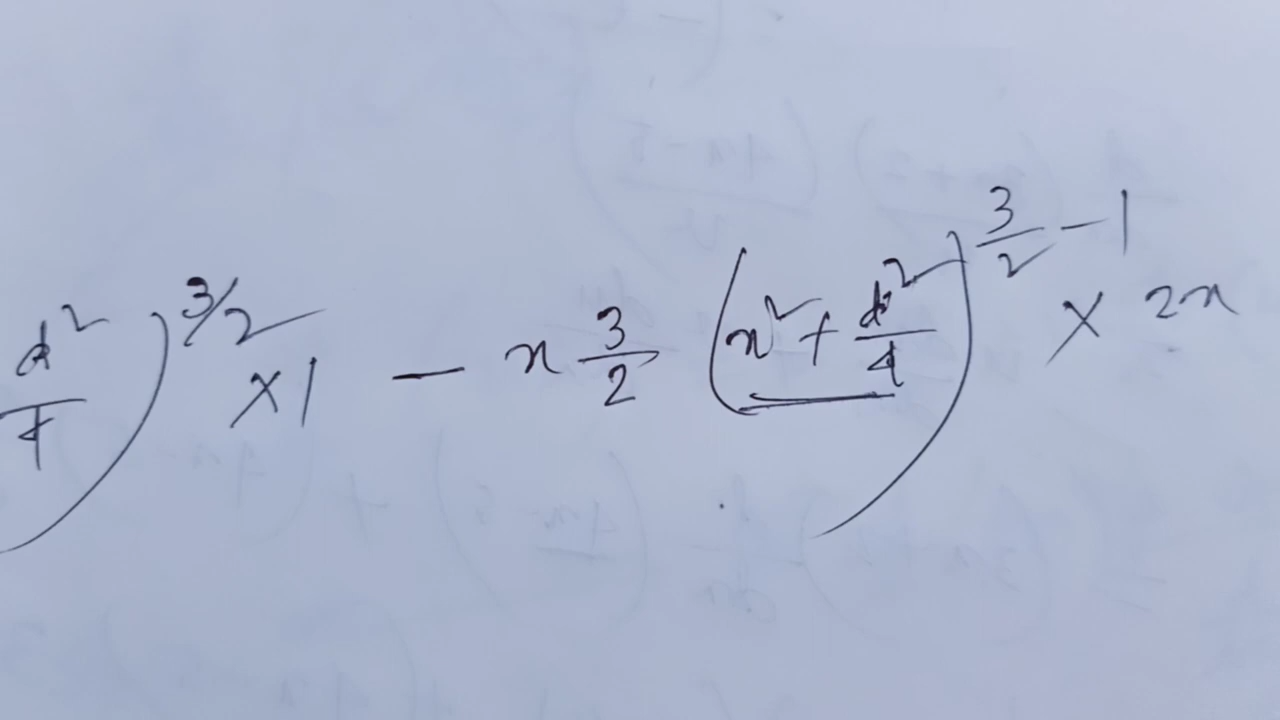 d²/4)^3/2 ×1 − x 3/2 (x² + d²/4)^(3/2 − 1) × 2x